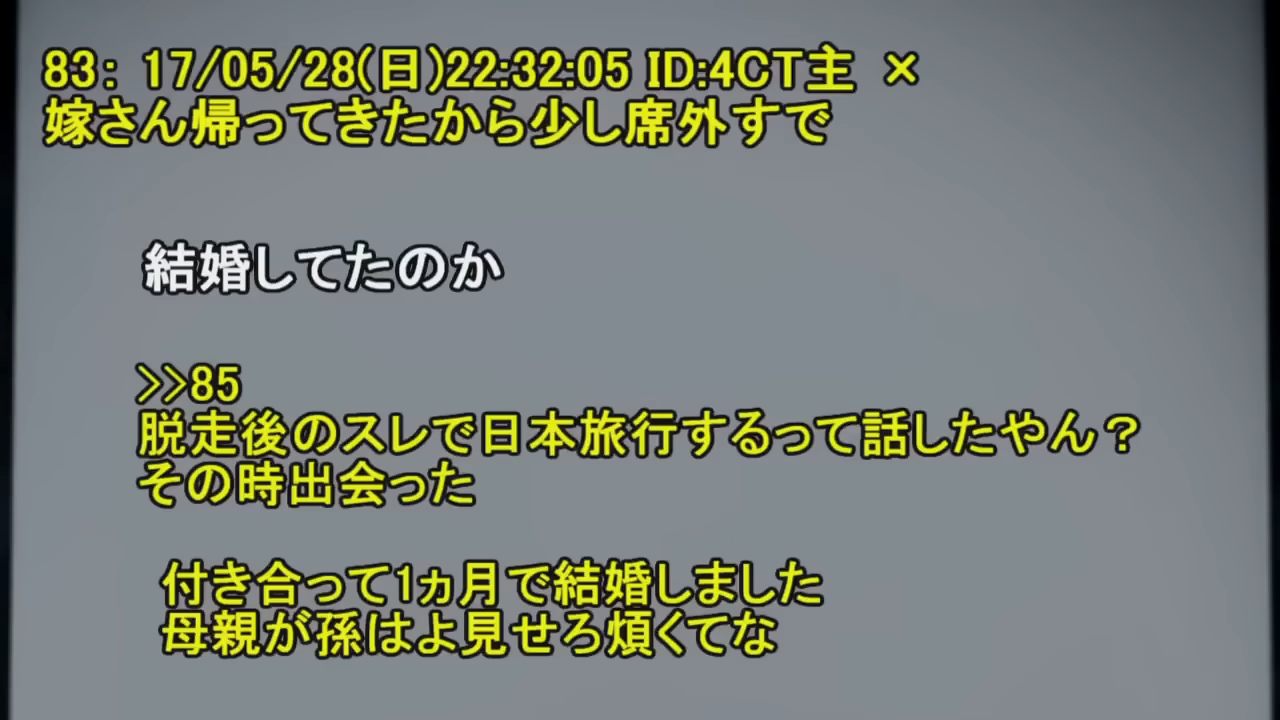 83: 17/05/28(日)22:32:05 ID:4CT主 ×
嫁さん帰ってきたから少し席外すで
結婚してたのか
>>85
脱走後のスレで日本旅行するって話したやん？
その時出会った
付き合って1ヵ月で結婚しました
母親が孫はよ見せろ煩くてな